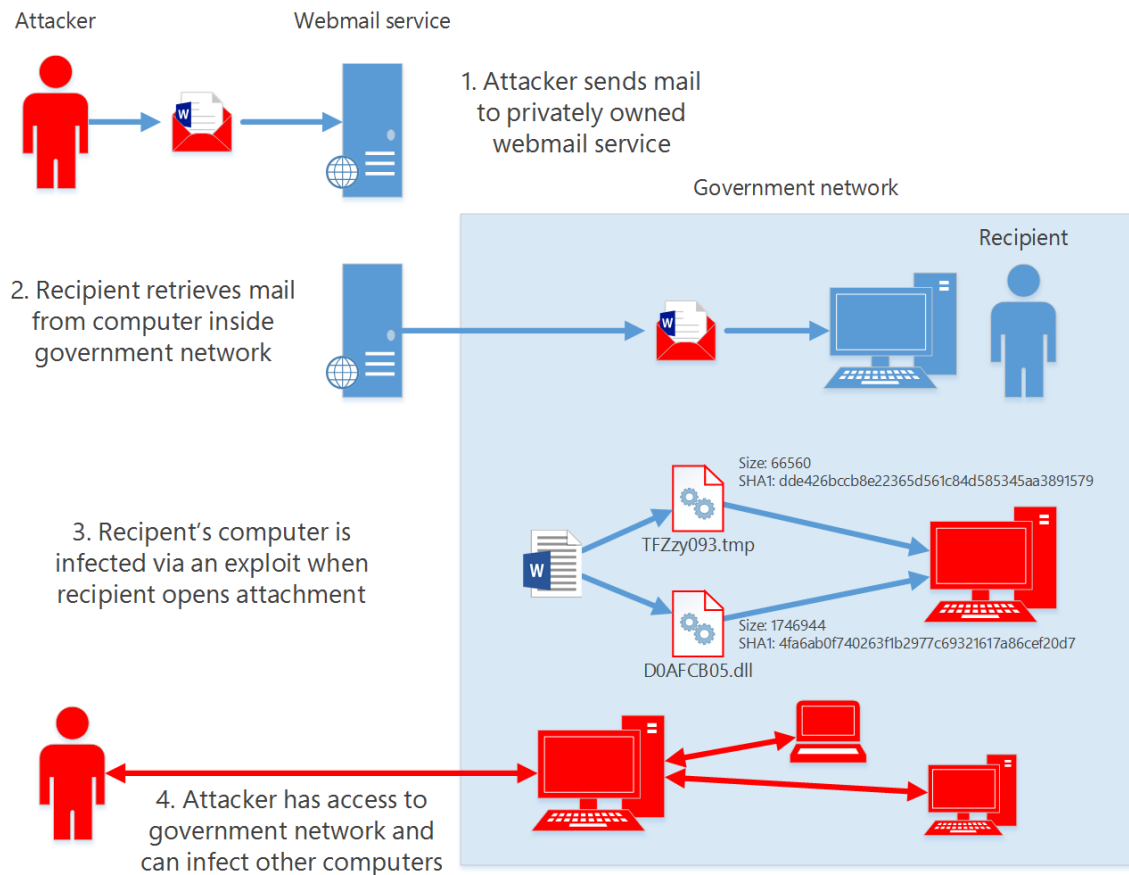 Attacker
Webmail service
1. Attacker sends mail
to privately owned
webmail service
Government network
Recipient
2. Recipient retrieves mail
from computer inside
government network
W
W
3. Recipent’s computer is
infected via an exploit when
recipient opens attachment
W
Size: 66560
SHA1: dde426bccb8e22365d561c84d585345aa3891579
TFZzy093.tmp
Size: 1746944
SHA1: 4fa6ab0f740263f1b2977c69321617a86cef20d7
D0AFCB05.dll
4. Attacker has access to
government network and
can infect other computers